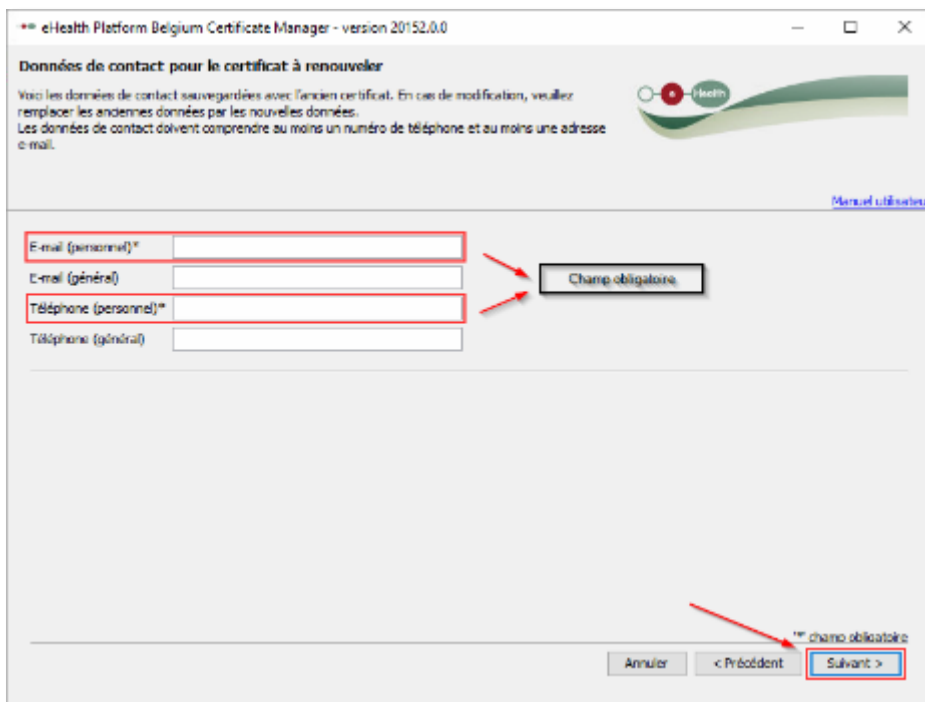 eHealth Platform Belgium Certificate Manager - version 20152.0.0
Données de contact pour le certificat à renouveler
Voici les données de contact sauvegardées avec l'ancien certificat. En cas de modification, veuillez
remplacer les anciennes données par les nouvelles données.
Les données de contact doivent comprendre au moins un numéro de téléphone et au moins une adresse
e-mail.
e Health
Manuel utilisateu
E-mail (personnel)*
E-mail (général)
Champ obligatoire
Téléphone (personnel)*
Téléphone (général)
"*" champ obligatoire
Annuler
< Précédent
Suivant >